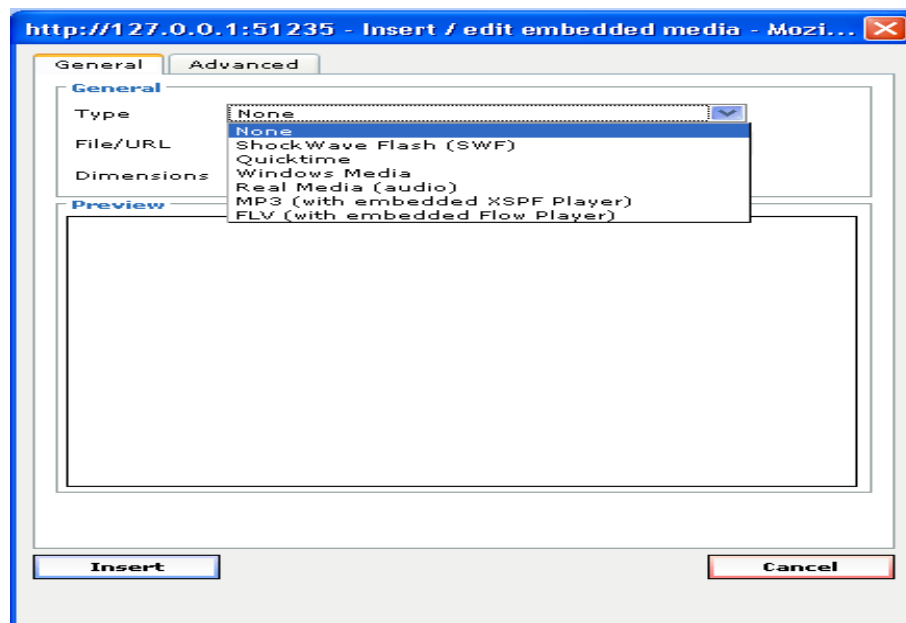 http://127.0.0.1:51235 - Insert / edit embedded media - Mozi...
General Advanced
General
Type None
None
File/URL ShockWave Flash (SWF)
Quicktime
Dimensions Windows Media
Real Media (audio)
Preview MP3 (with embedded XSPF Player)
FLV (with embedded Flow Player)
Insert Cancel